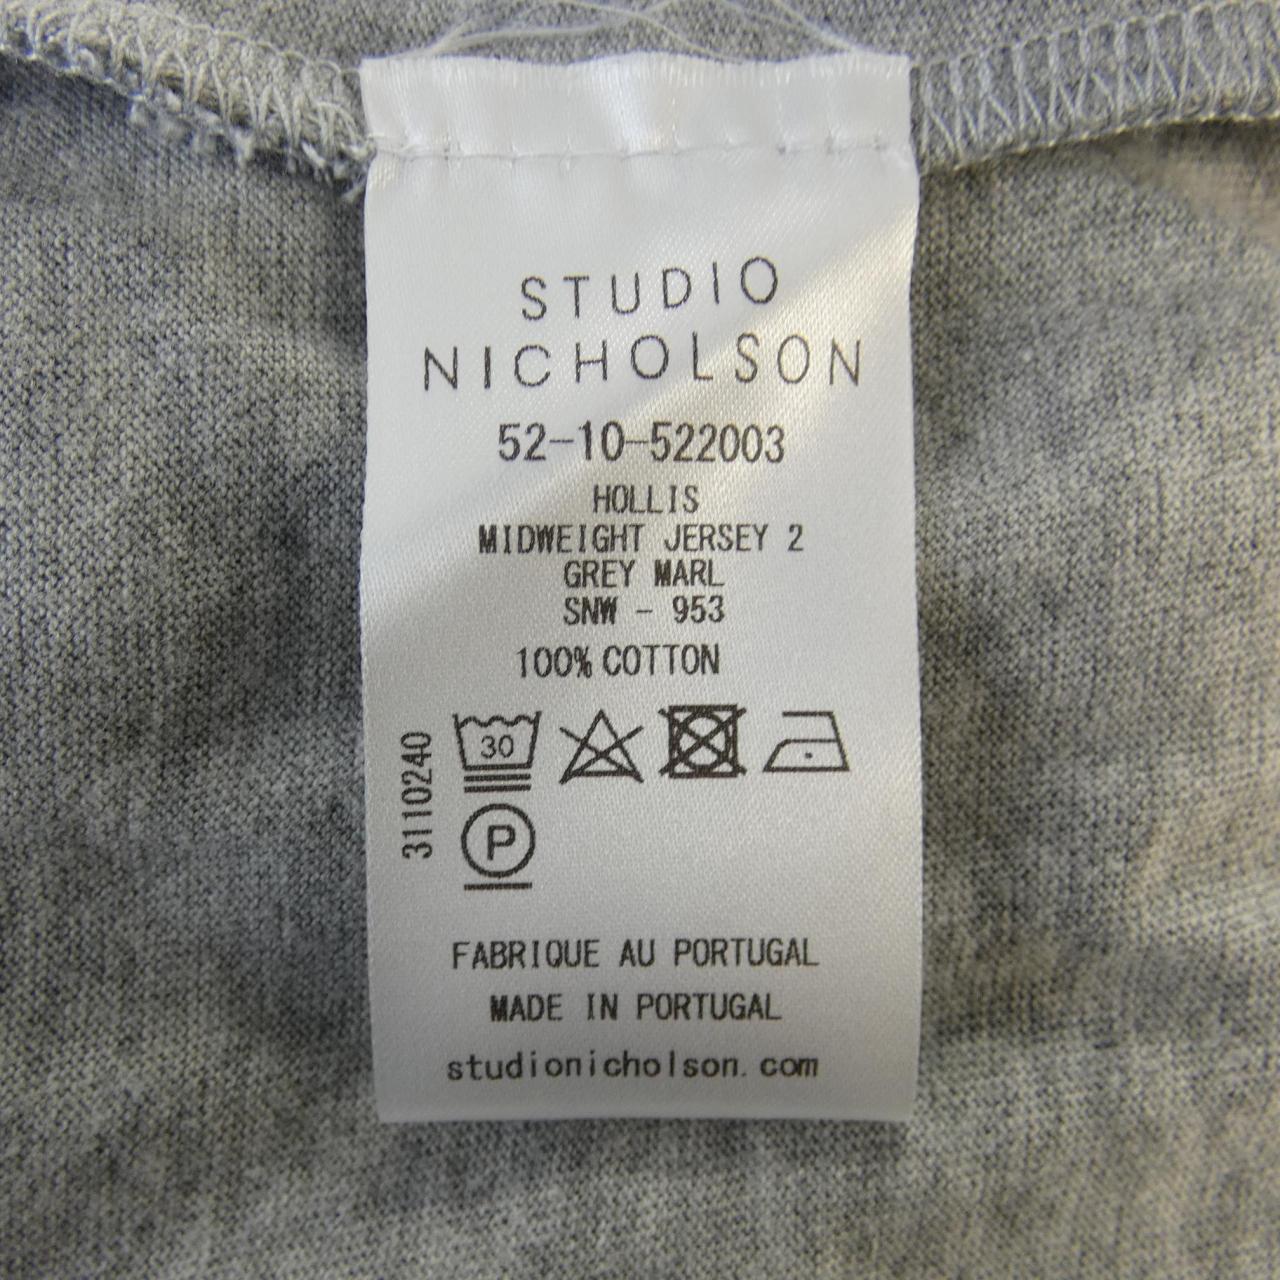 STUDIO
NICHOLSON
52-10-522003
HOLLIS
MIDWEIGHT JERSEY 2
GREY MARL
SNW - 953
100% COTTON
30
3110240
P
FABRIQUE AU PORTUGAL
MADE IN PORTUGAL
studionicholson.com